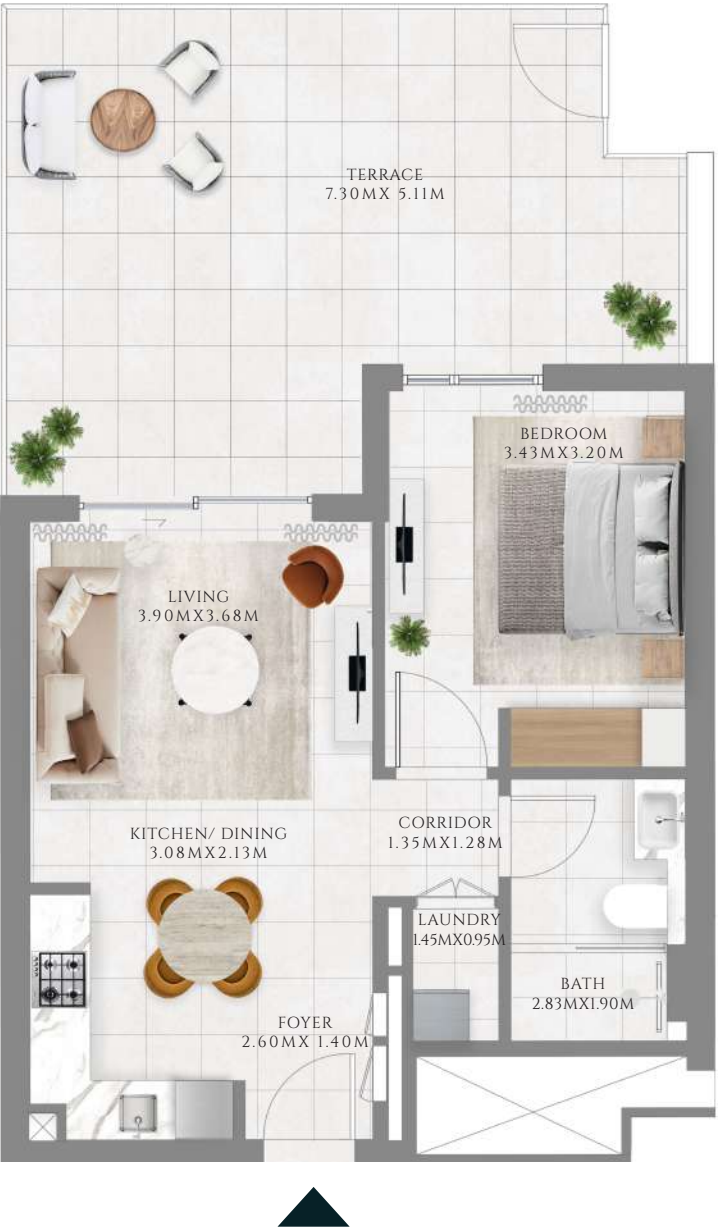 TERRACE
7.30MX 5.11M
BEDROOM
3.43MX3.20M
LIVING
3.90MX3.68M
KITCHEN/ DINING
3.08MX2.13M
CORRIDOR
1.35MX1.28M
LAUNDRY
1.45MX0.95M
BATH
2.83MX1.90M
FOYER
2.60MX 1.40M